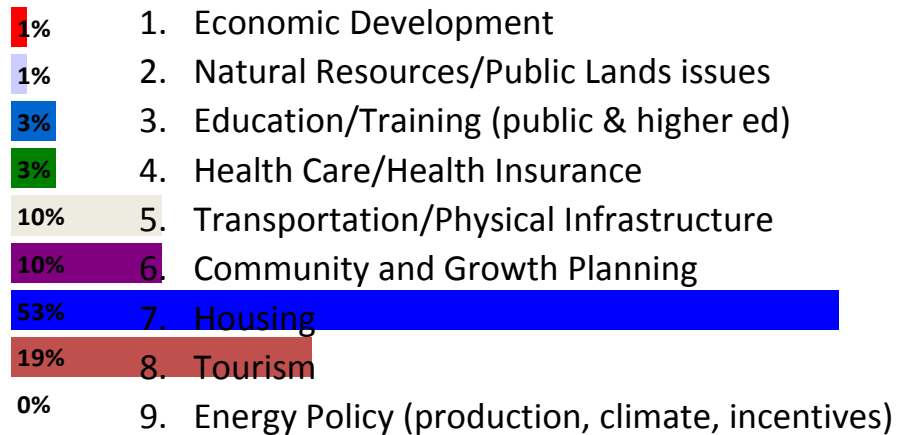 1% 1. Economic Development
1% 2. Natural Resources/Public Lands issues
3% 3. Education/Training (public & higher ed)
3% 4. Health Care/Health Insurance
10% 5. Transportation/Physical Infrastructure
10% 6. Community and Growth Planning
53% 7. Housing
19% 8. Tourism
0% 9. Energy Policy (production, climate, incentives)